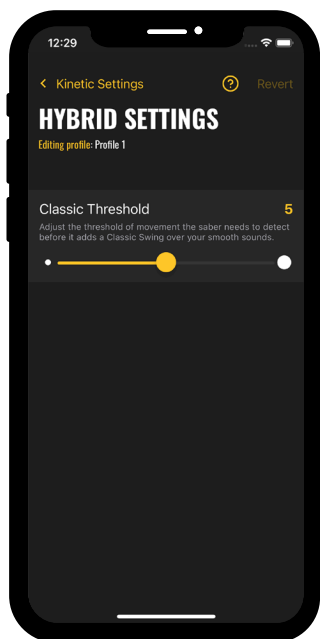 12:29
Kinetic Settings
Revert
HYBRID SETTINGS
Editing profile: Profile 1
Classic Threshold
5
Adjust the threshold of movement the saber needs to detect
before it adds a Classic Swing over your smooth sounds.